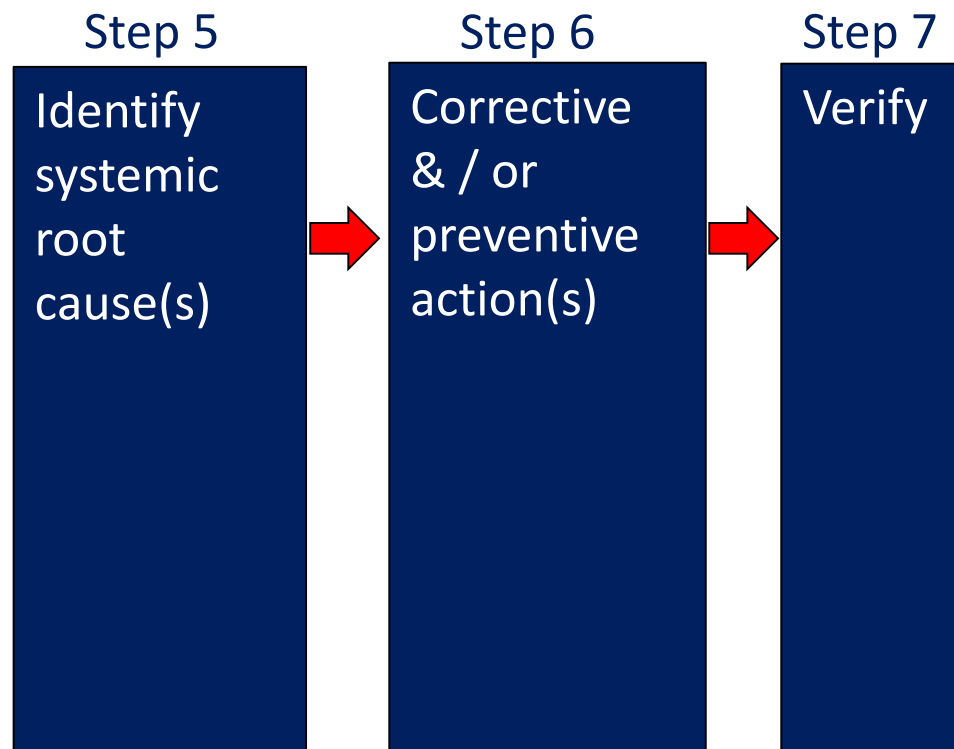 Step 5
Identify
systemic
root
cause(s)
Step 6
Corrective
& / or
preventive
action(s)
Step 7
Verify